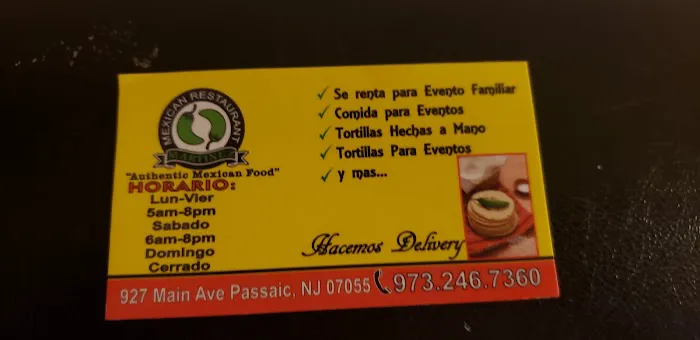 MEXICAN RESTAURANT
MARTINEZ
"Authentic Mexican Food"
HORARIO:
Lun-Vier
5am-8pm
Sabado
6am-8pm
Domingo
Cerrado
Se renta para Evento Familiar
Comida para Eventos
Tortillas Hechas a Mano
Tortillas Para Eventos
y mas...
Hacemos Delivery
927 Main Ave Passaic, NJ 07055 973.246.7360